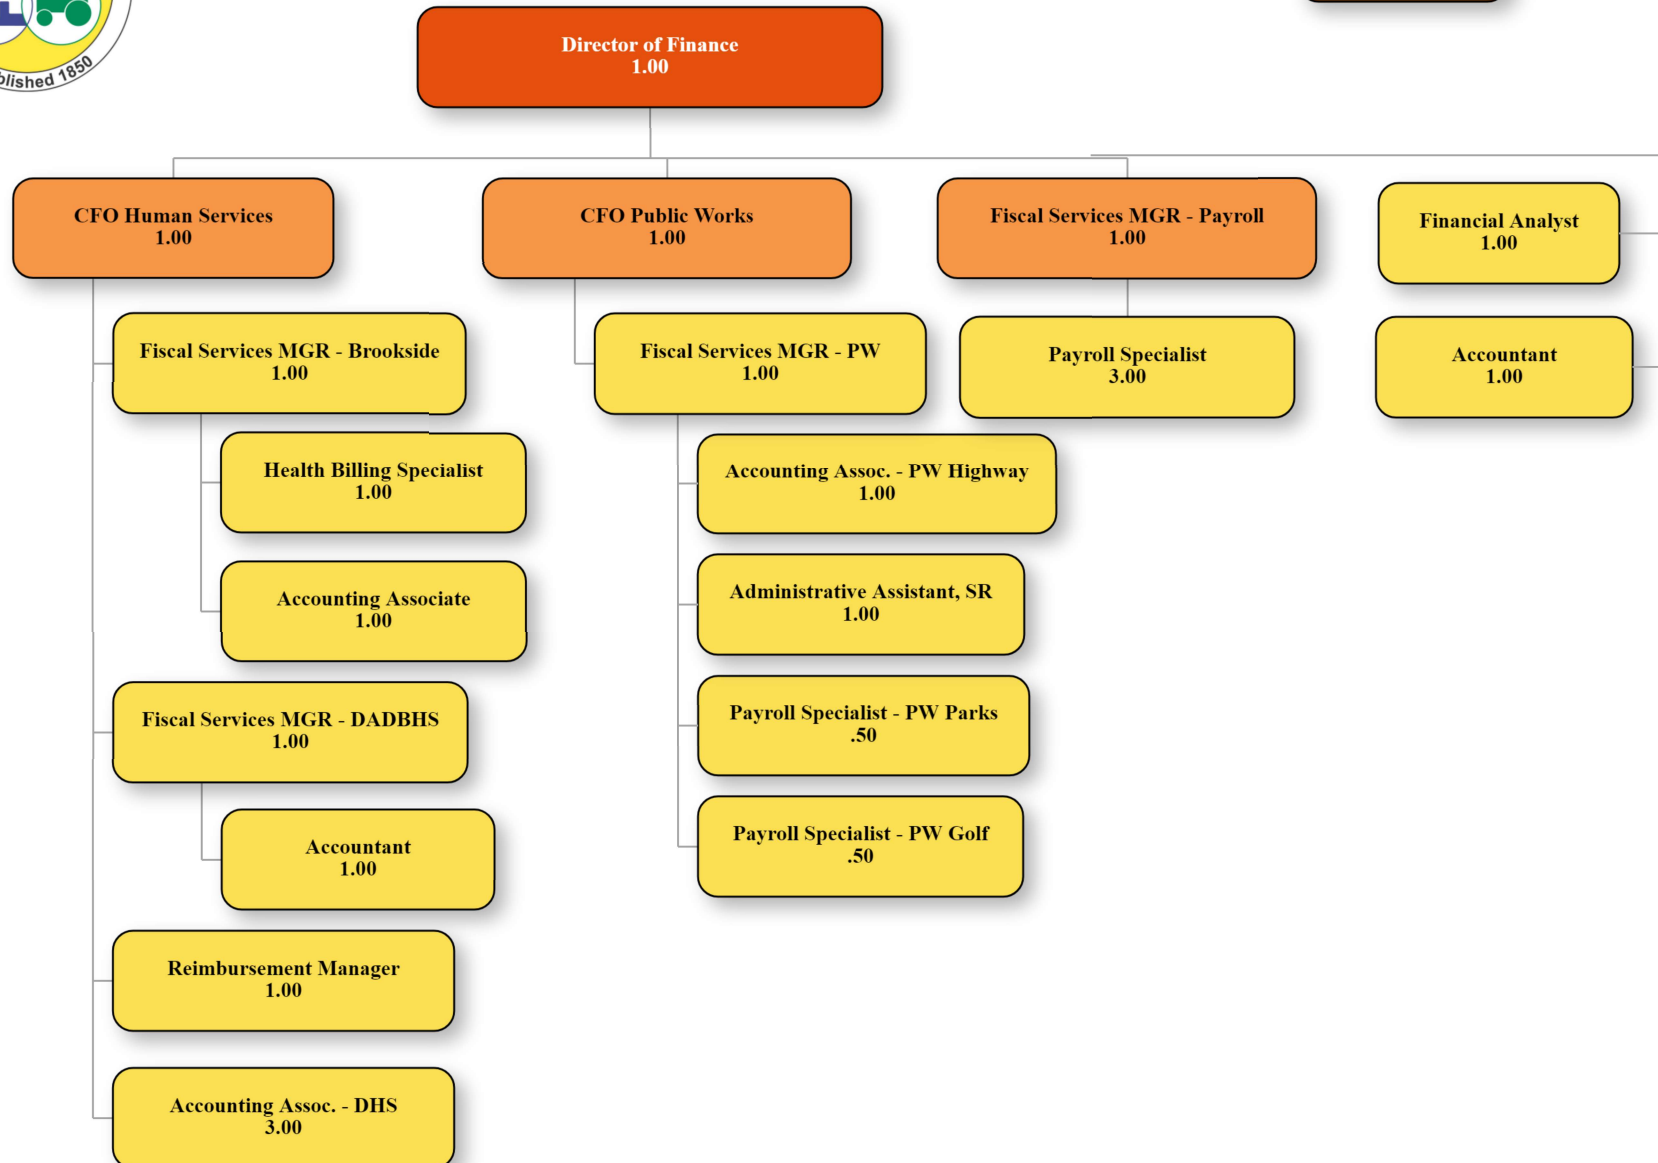 Established 1850
Director of Finance
1.00
CFO Human Services
1.00
CFO Public Works
1.00
Fiscal Services MGR - Payroll
1.00
Financial Analyst
1.00
Fiscal Services MGR - Brookside
1.00
Fiscal Services MGR - PW
1.00
Payroll Specialist
3.00
Accountant
1.00
Health Billing Specialist
1.00
Accounting Assoc. - PW Highway
1.00
Accounting Associate
1.00
Administrative Assistant, SR
1.00
Fiscal Services MGR - DADBHS
1.00
Payroll Specialist - PW Parks
.50
Accountant
1.00
Payroll Specialist - PW Golf
.50
Reimbursement Manager
1.00
Accounting Assoc. - DHS
3.00